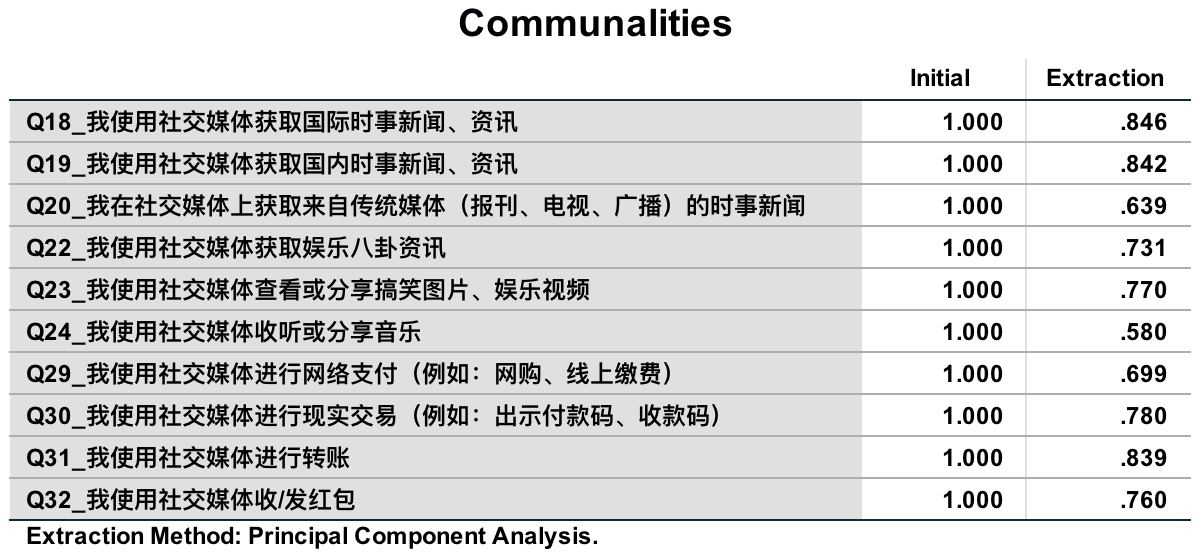 Communalities
Initial Extraction
Q18_我使用社交媒体获取国际时事新闻、资讯 1.000 .846
Q19_我使用社交媒体获取国内时事新闻、资讯 1.000 .842
Q20_我在社交媒体上获取来自传统媒体（报刊、电视、广播）的时事新闻 1.000 .639
Q22_我使用社交媒体获取娱乐八卦资讯 1.000 .731
Q23_我使用社交媒体查看或分享搞笑图片、娱乐视频 1.000 .770
Q24_我使用社交媒体收听或分享音乐 1.000 .580
Q29_我使用社交媒体进行网络支付（例如：网购、线上缴费） 1.000 .699
Q30_我使用社交媒体进行现实交易（例如：出示付款码、收款码） 1.000 .780
Q31_我使用社交媒体进行转账 1.000 .839
Q32_我使用社交媒体收/发红包 1.000 .760
Extraction Method: Principal Component Analysis.